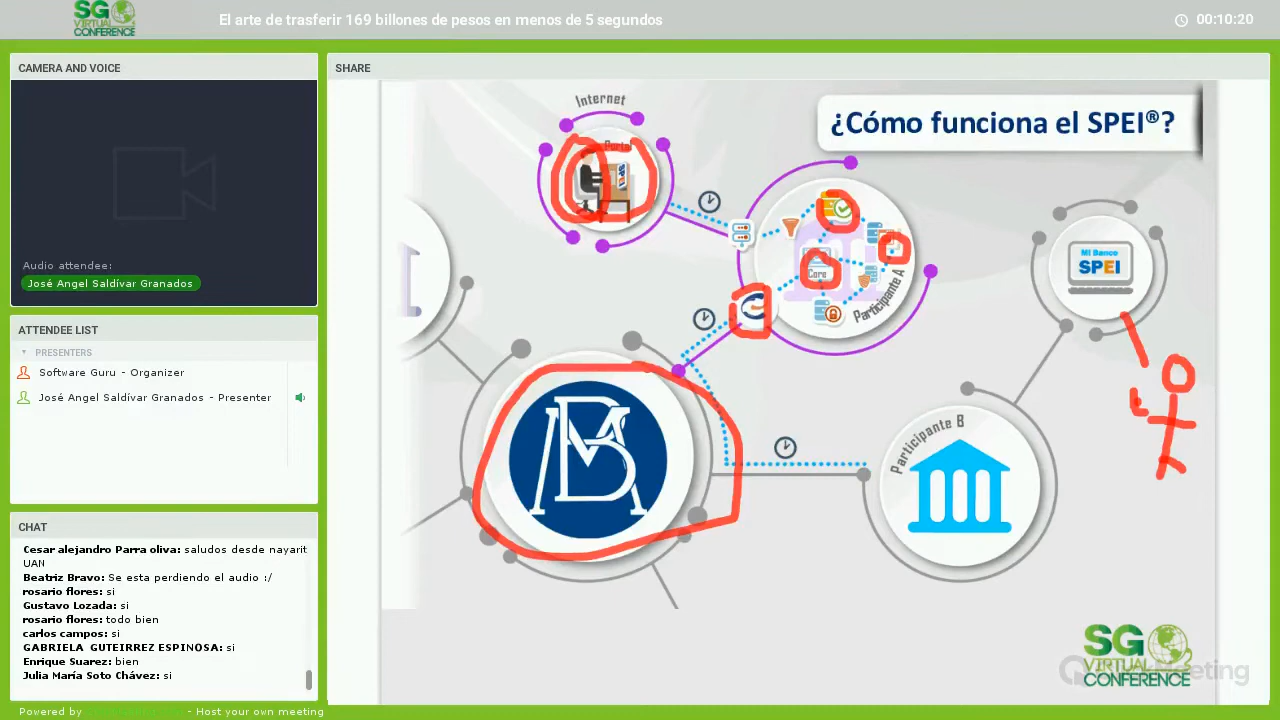 SG
VIRTUAL
CONFERENCE
El arte de trasferir 169 billones de pesos en menos de 5 segundos
00:10:20
CAMERA AND VOICE
Audio attendee:
José Angel Saldívar Granados
ATTENDEE LIST
PRESENTERS
Software Guru - Organizer
José Angel Saldívar Granados - Presenter
CHAT
Cesar alejandro Parra oliva: saludos desde nayarit
UAN
Beatriz Bravo: Se esta perdiendo el audio :/
rosario flores: si
Gustavo Lozada: si
rosario flores: todo bien
carlos campos: si
GABRIELA GUTEIRREZ ESPINOSA: si
Enrique Suarez: bien
Julia María Soto Chávez: si
Powered by
- Host your own meeting
SHARE
¿Cómo funciona el SPEI®?
Internet
Portal
Core
Participante A
Mi Banco
SPEI
BM
Participante B
SG
VIRTUAL
CONFERENCE